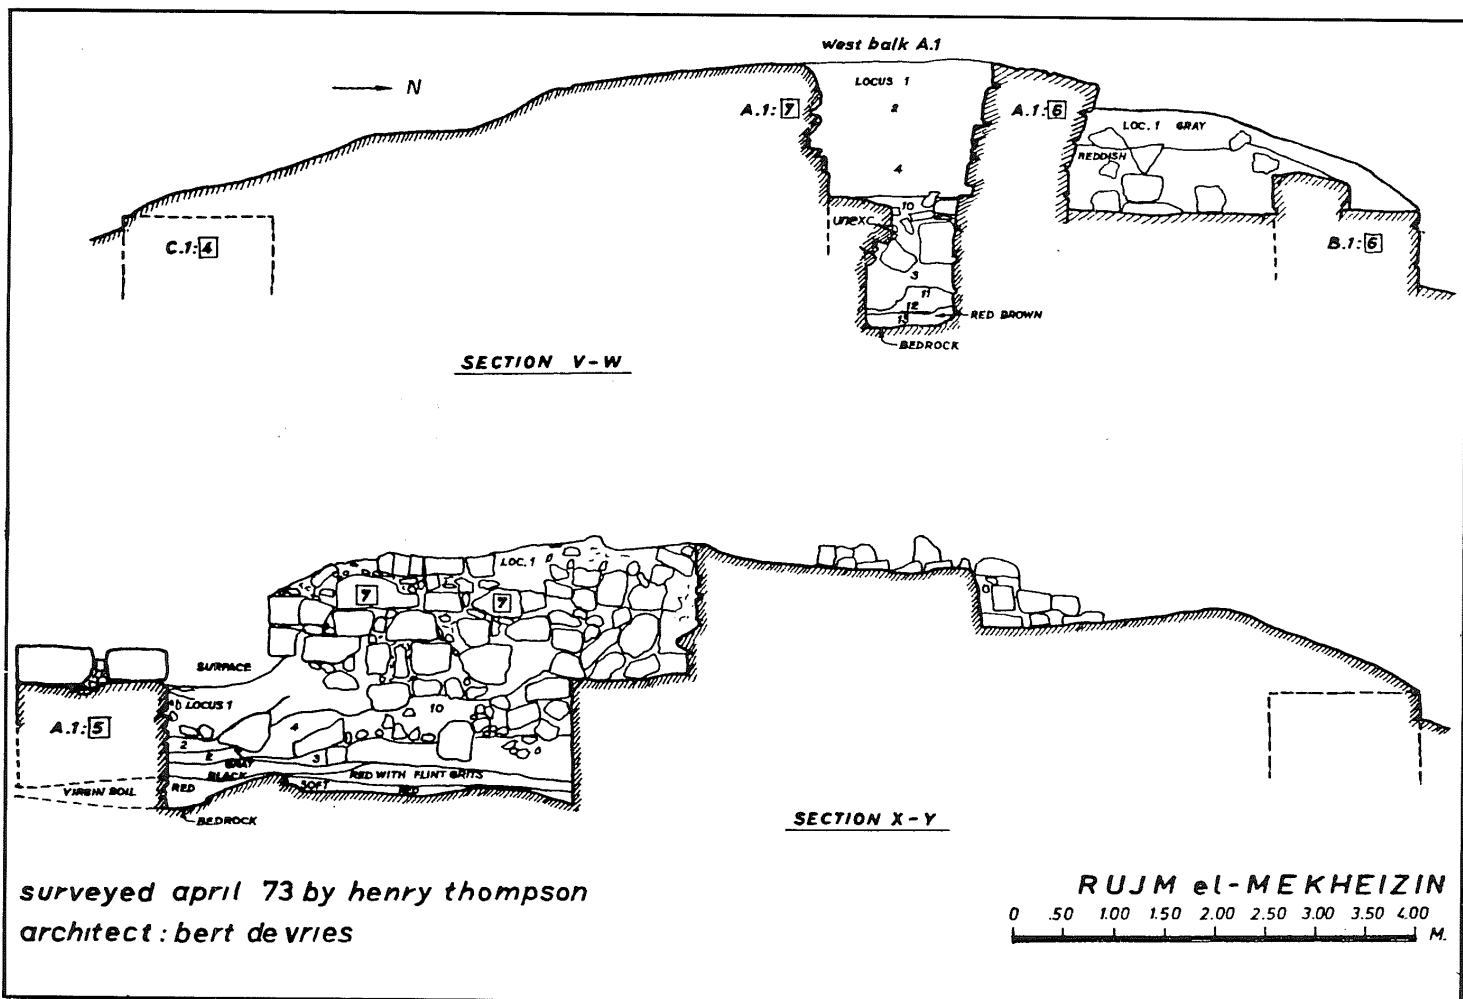 west balk A.1
N
LOCUS 1
A.1: 7
2
A.1: 6
LOC. 1 GRAY
REDDISH
4
10
unexc.
C.1: 4
B.1: 6
3
11
12
13
RED BROWN
BEDROCK
SECTION V-W
LOC. 1
7
7
SURFACE
LOCUS 1
10
A.1: 5
4
2
2
3
GRAY
BLACK
RED WITH FLINT GRITS
VIRGIN SOIL
RED
SOFT
RED
BEDROCK
SECTION X-Y
surveyed april 73 by henry thompson
architect : bert de vries
RUJM el-MEKHEIZIN
0 .50 1.00 1.50 2.00 2.50 3.00 3.50 4.00
M.